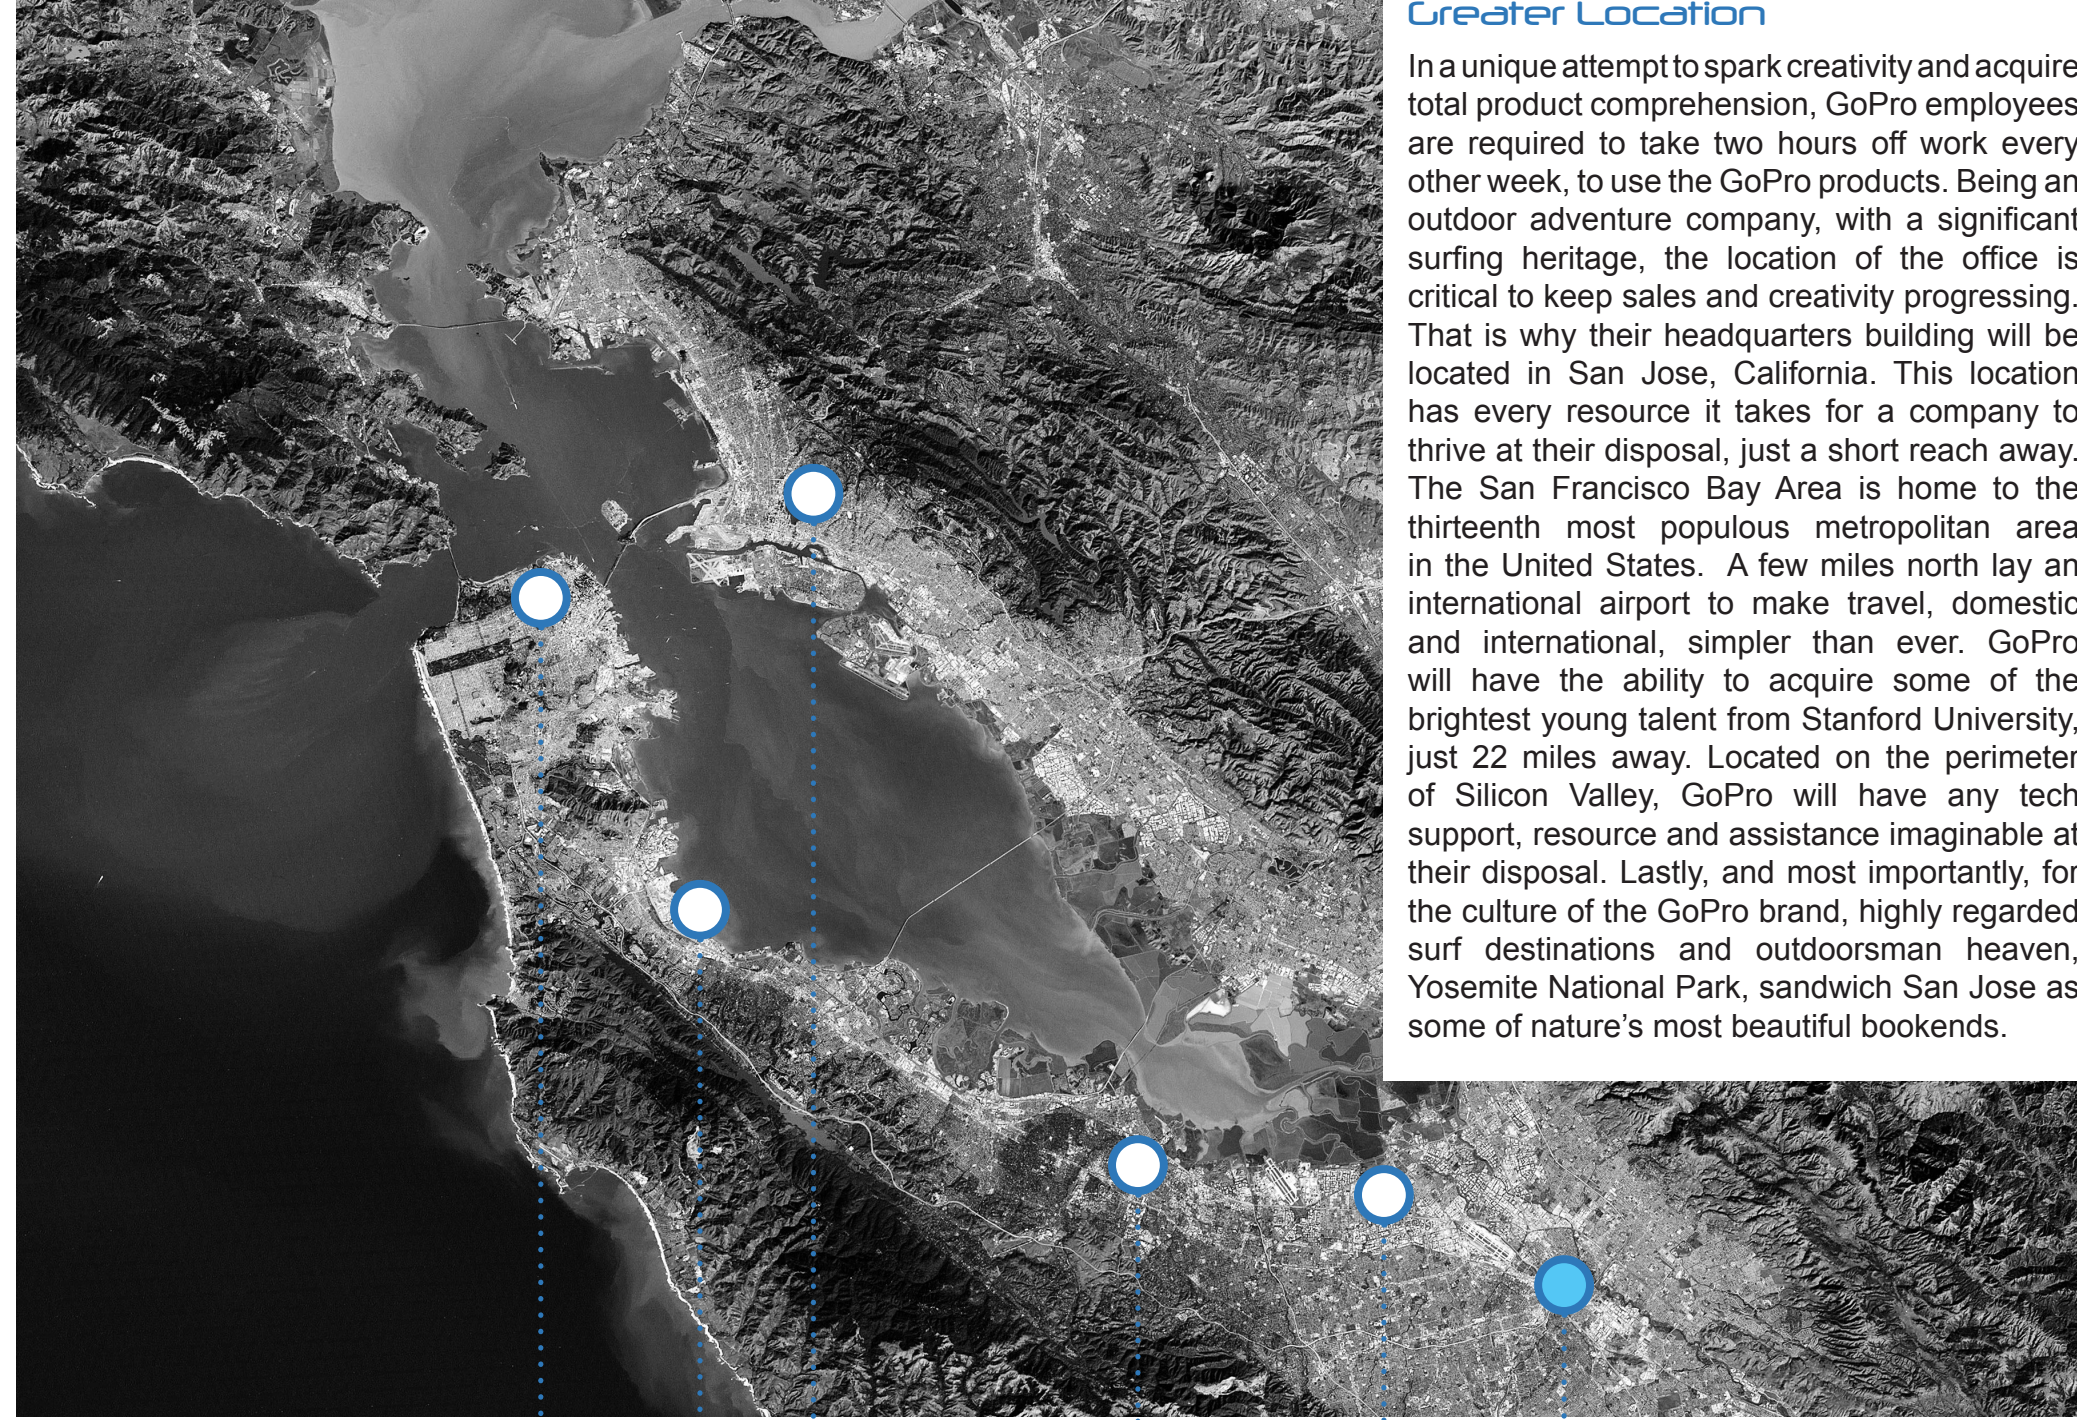 Greater Location
In a unique attempt to spark creativity and acquire
total product comprehension, GoPro employees
are required to take two hours off work every
other week, to use the GoPro products. Being an
outdoor adventure company, with a significant
surfing heritage, the location of the office is
critical to keep sales and creativity progressing.
That is why their headquarters building will be
located in San Jose, California. This location
has every resource it takes for a company to
thrive at their disposal, just a short reach away.
The San Francisco Bay Area is home to the
thirteenth most populous metropolitan area
in the United States.  A few miles north lay an
international airport to make travel, domestic
and international, simpler than ever. GoPro
will have the ability to acquire some of the
brightest young talent from Stanford University,
just 22 miles away. Located on the perimeter
of Silicon Valley, GoPro will have any tech
support, resource and assistance imaginable at
their disposal. Lastly, and most importantly, for
the culture of the GoPro brand, highly regarded
surf destinations and outdoorsman heaven,
Yosemite National Park, sandwich San Jose as
some of nature’s most beautiful bookends.